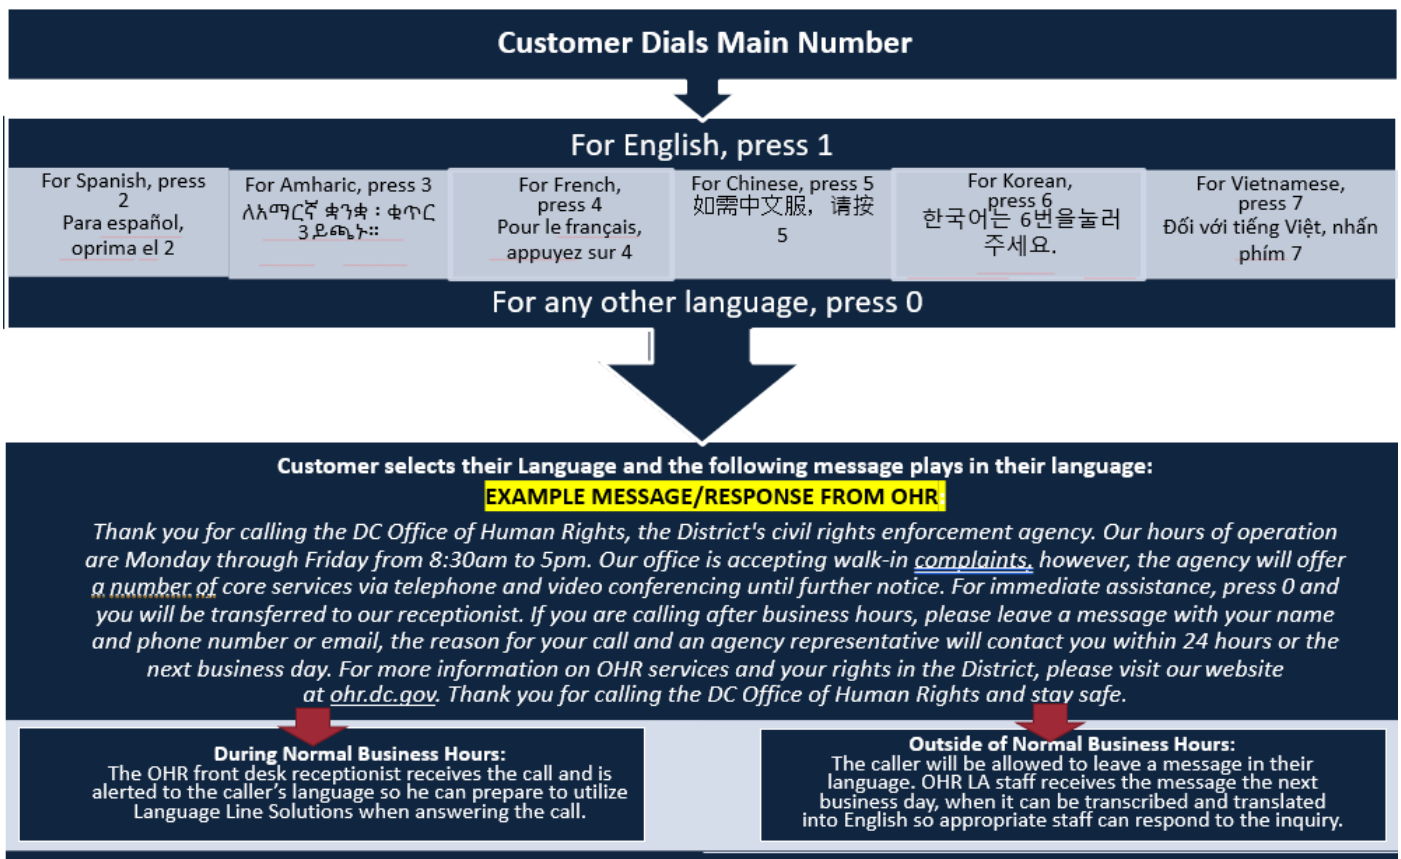 Customer Dials Main Number
For English, press 1
For Spanish, press
2
Para español,
oprima el 2
For Amharic, press 3
ለአማርኛ ቋንቋ ፡ ቁጥር
3 ይጫኑ።
For French,
press 4
Pour le français,
appuyez sur 4
For Chinese, press 5
如需中文服，请按
5
For Korean,
press 6
한국어는 6번을눌러
주세요.
For Vietnamese,
press 7
Đối với tiếng Việt, nhấn
phím 7
For any other language, press 0
Customer selects their Language and the following message plays in their language:
EXAMPLE MESSAGE/RESPONSE FROM OHR:
Thank you for calling the DC Office of Human Rights, the District's civil rights enforcement agency. Our hours of operation
are Monday through Friday from 8:30am to 5pm. Our office is accepting walk-in complaints, however, the agency will offer
a number of core services via telephone and video conferencing until further notice. For immediate assistance, press 0 and
you will be transferred to our receptionist. If you are calling after business hours, please leave a message with your name
and phone number or email, the reason for your call and an agency representative will contact you within 24 hours or the
next business day. For more information on OHR services and your rights in the District, please visit our website
at ohr.dc.gov. Thank you for calling the DC Office of Human Rights and stay safe.
During Normal Business Hours:
The OHR front desk receptionist receives the call and is
alerted to the caller's language so he can prepare to utilize
Language Line Solutions when answering the call.
Outside of Normal Business Hours:
The caller will be allowed to leave a message in their
language. OHR LA staff receives the message the next
business day, when it can be transcribed and translated
into English so appropriate staff can respond to the inquiry.